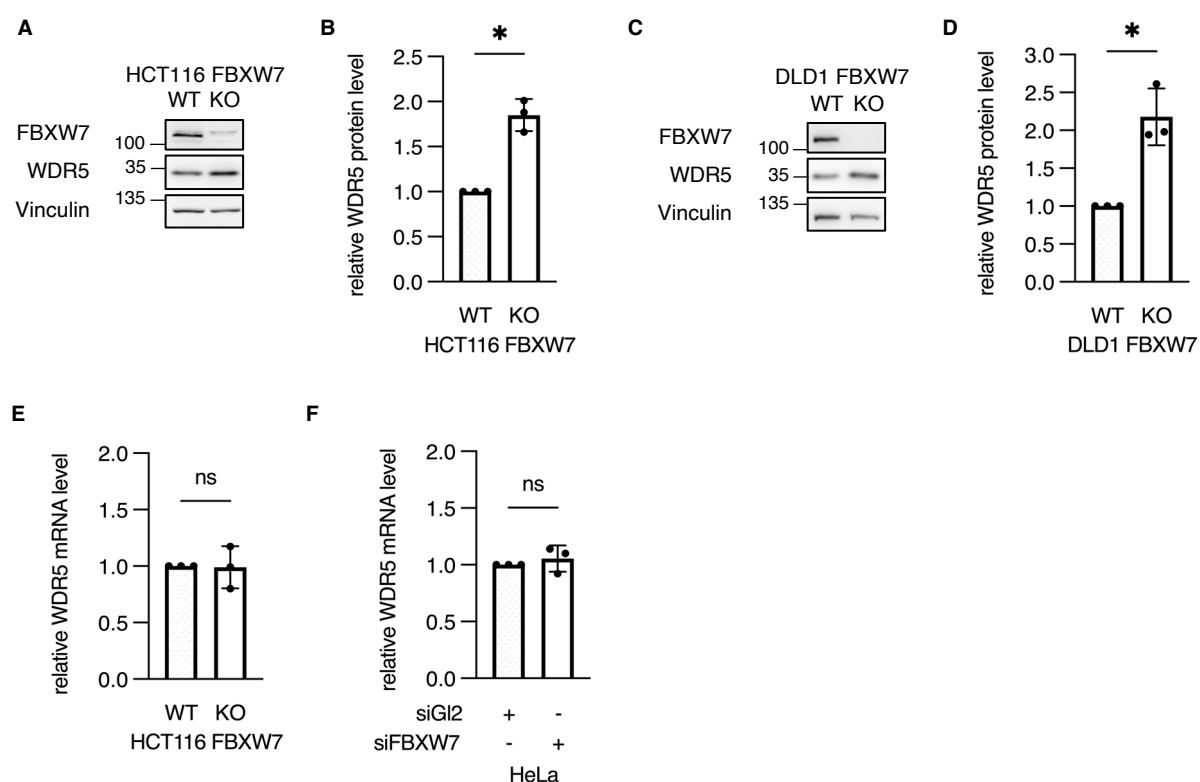 A
HCT116 FBXW7
WT KO
FBXW7
100
WDR5
35
Vinculin
135
B
relative WDR5 protein level
2.5
2.0
1.5
1.0
0.5
0.0
*
WT KO
HCT116 FBXW7
C
DLD1 FBXW7
WT KO
FBXW7
100
WDR5
35
Vinculin
135
D
relative WDR5 protein level
3.0
2.5
2.0
1.5
1.0
0.5
0.0
*
WT KO
DLD1 FBXW7
E
relative WDR5 mRNA level
2.0
1.5
1.0
0.5
0.0
ns
WT KO
HCT116 FBXW7
F
relative WDR5 mRNA level
2.0
1.5
1.0
0.5
0.0
ns
siGl2 + -
siFBXW7 - +
HeLa